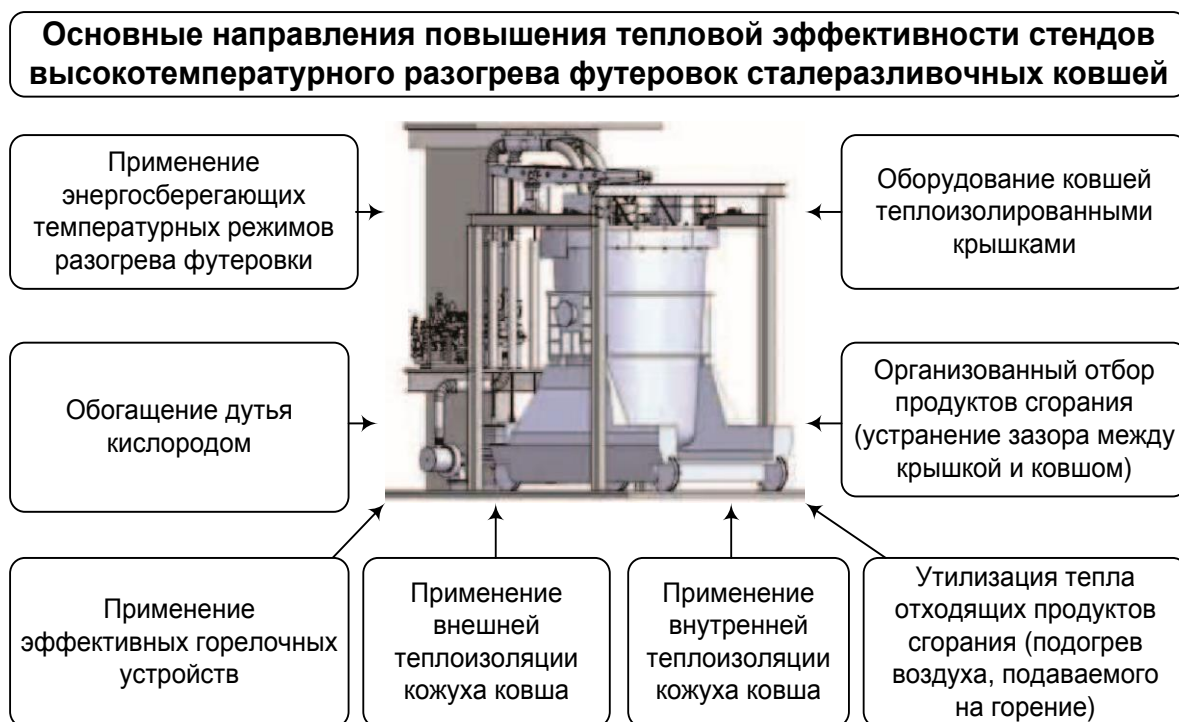 Основные направления повышения тепловой эффективности стендов
высокотемпературного разогрева футеровок сталеразливочных ковшей
Применение
энергосберегающих
температурных режимов
разогрева футеровки
Оборудование ковшей
теплоизолированными
крышками
Обогащение дутья
кислородом
Организованный отбор
продуктов сгорания
(устранение зазора между
крышкой и ковшом)
Применение
эффективных горелочных
устройств
Применение
внешней
теплоизоляции
кожуха ковша
Применение
внутренней
теплоизоляции
кожуха ковша
Утилизация тепла
отходящих продуктов
сгорания (подогрев
воздуха, подаваемого
на горение)